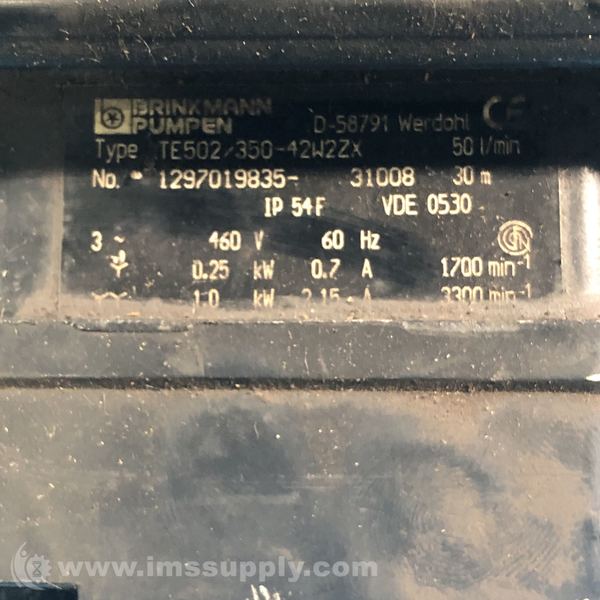 BRINKMANN
PUMPEN D-58791 Werdohl CE
Type TE502/350-42W2ZX 50 l/min
No. - 1297019835- 31008 30 m
IP 54F VDE 0530
3 ~ 460 V 60 Hz
0.25 kW 0.7 A 1700 min-1
1.0 kW 2.15 A 3300 min-1
www.imssupply.com